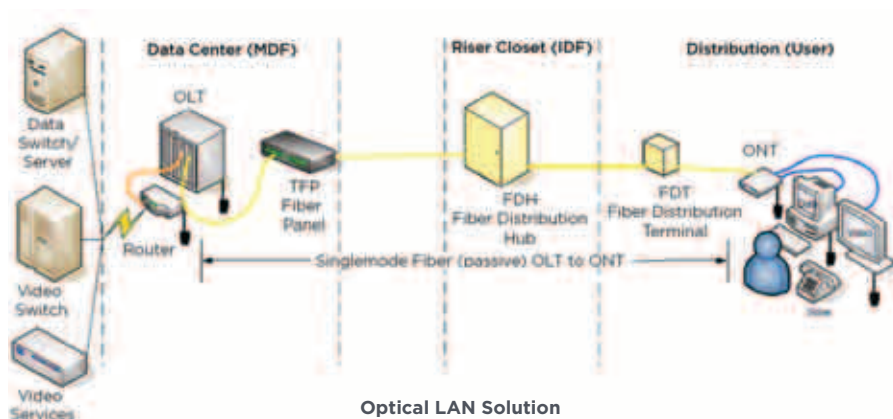 Data Center (MDF)
Riser Closet (IDF)
Distribution (User)
Data
Switch/
Server
OLT
TFP
Fiber
Panel
Router
FDH
Fiber Distribution
Hub
FDT
Fiber Distribution
Terminal
ONT
Singlemode Fiber (passive) OLT to ONT
Video
Switch
Video
Services
Optical LAN Solution